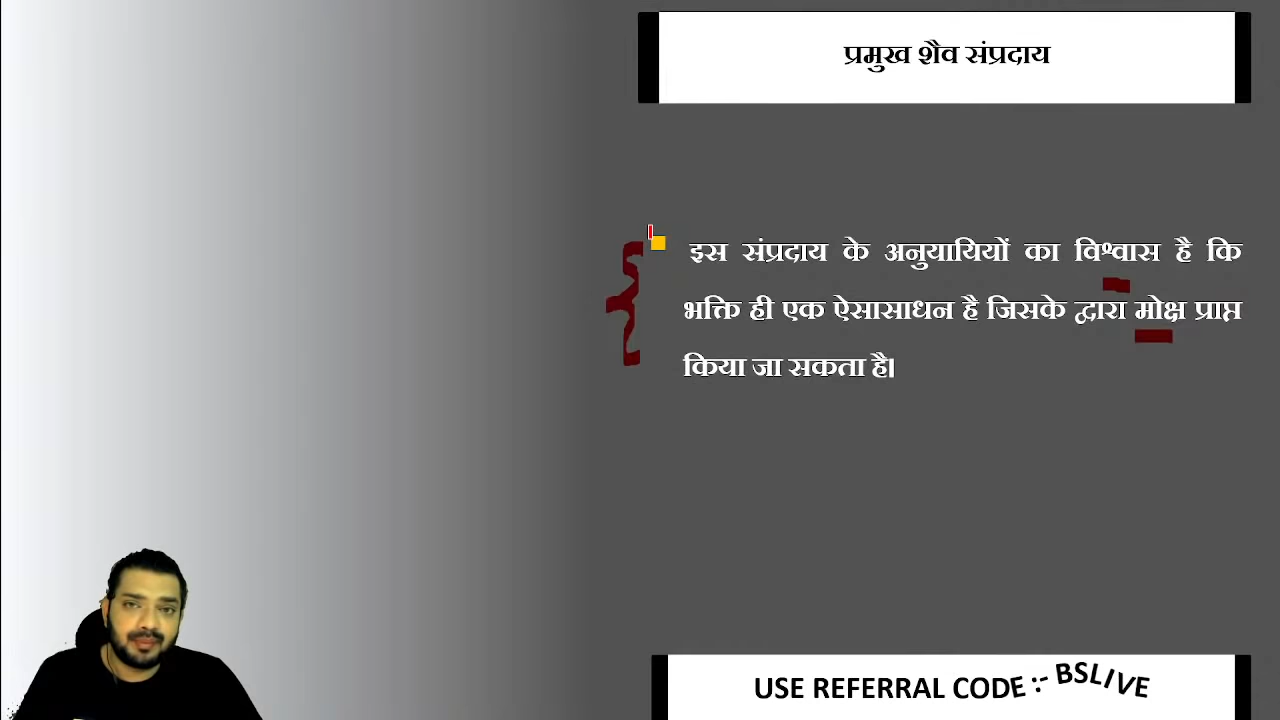 प्रमुख शैव संप्रदाय
इस संप्रदाय के अनुयायियों का विश्वास है कि
भक्ति ही एक ऐसासाधन है जिसके द्वारा मोक्ष प्राप्त
किया जा सकता है।
USE REFERRAL CODE :- BSLIVE